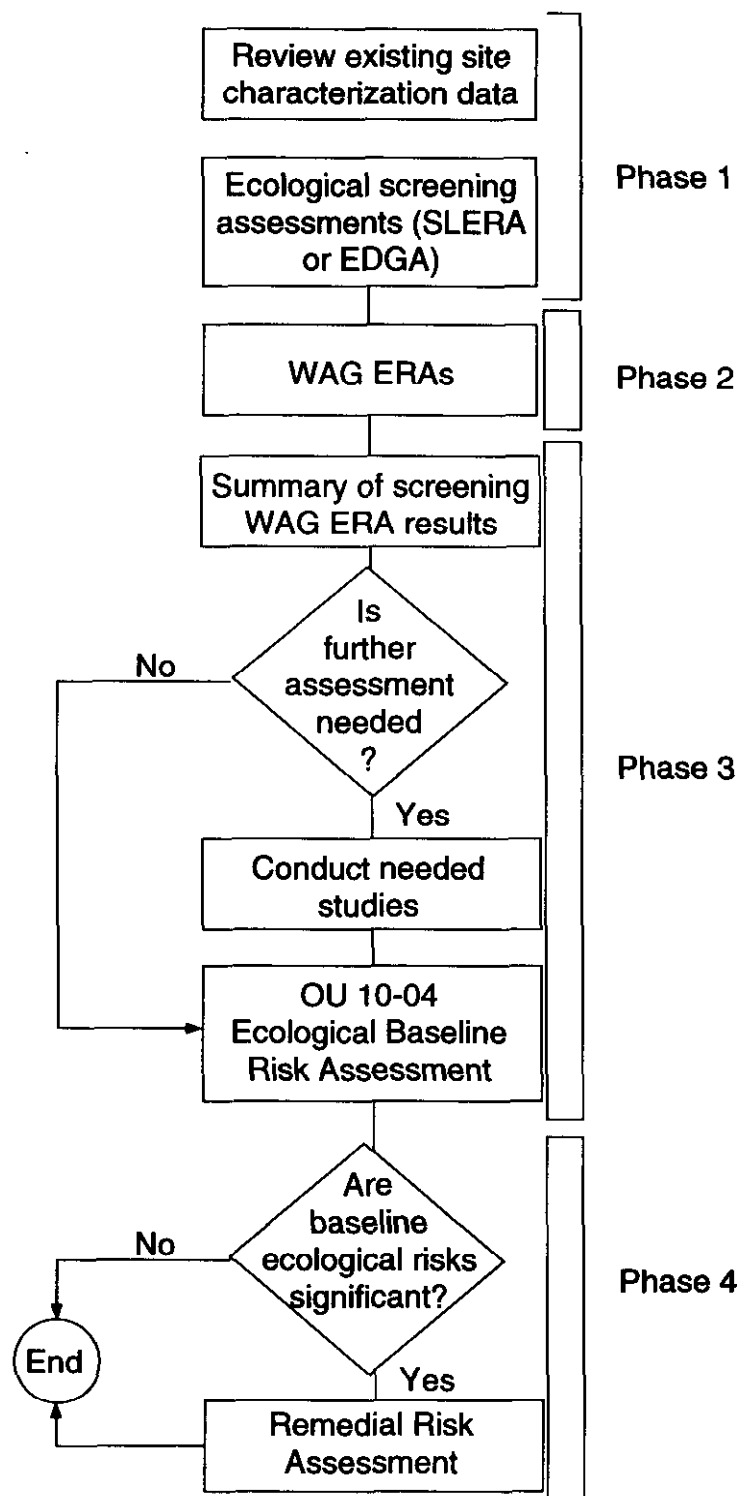 Review existing site
characterization data
Phase 1
Ecological screening
assessments (SLERA
or EDGA)
WAG ERAs
Phase 2
Summary of screening
WAG ERA results
Is
further
assessment
needed
?
No
Yes
Phase 3
Conduct needed
studies
OU 10-04
Ecological Baseline
Risk Assessment
Are
baseline
ecological risks
significant?
No
Yes
Phase 4
End
Remedial Risk
Assessment